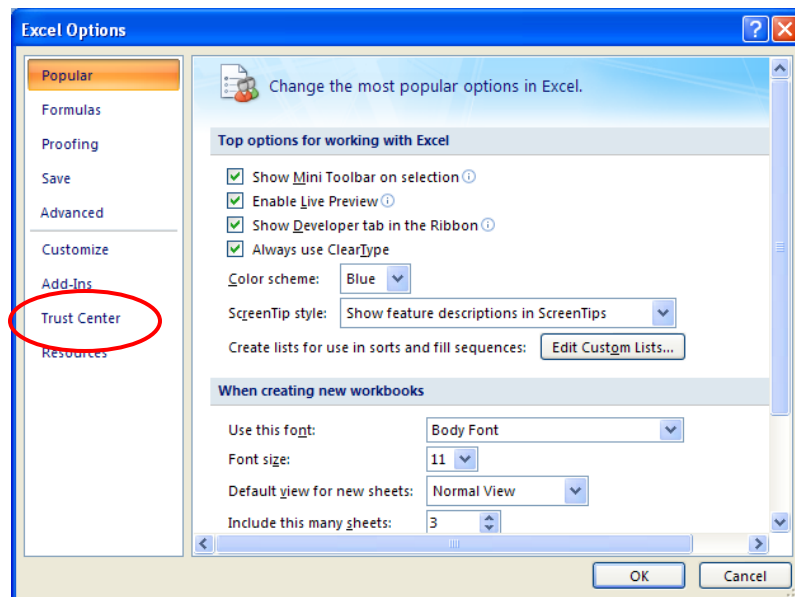 Excel Options
Popular
Formulas
Proofing
Save
Advanced
Customize
Add-Ins
Trust Center
Resources
Change the most popular options in Excel.
Top options for working with Excel
Show Mini Toolbar on selection
Enable Live Preview
Show Developer tab in the Ribbon
Always use ClearType
Color scheme: Blue
ScreenTip style: Show feature descriptions in ScreenTips
Create lists for use in sorts and fill sequences: Edit Custom Lists...
When creating new workbooks
Use this font: Body Font
Font size: 11
Default view for new sheets: Normal View
Include this many sheets: 3
OK Cancel